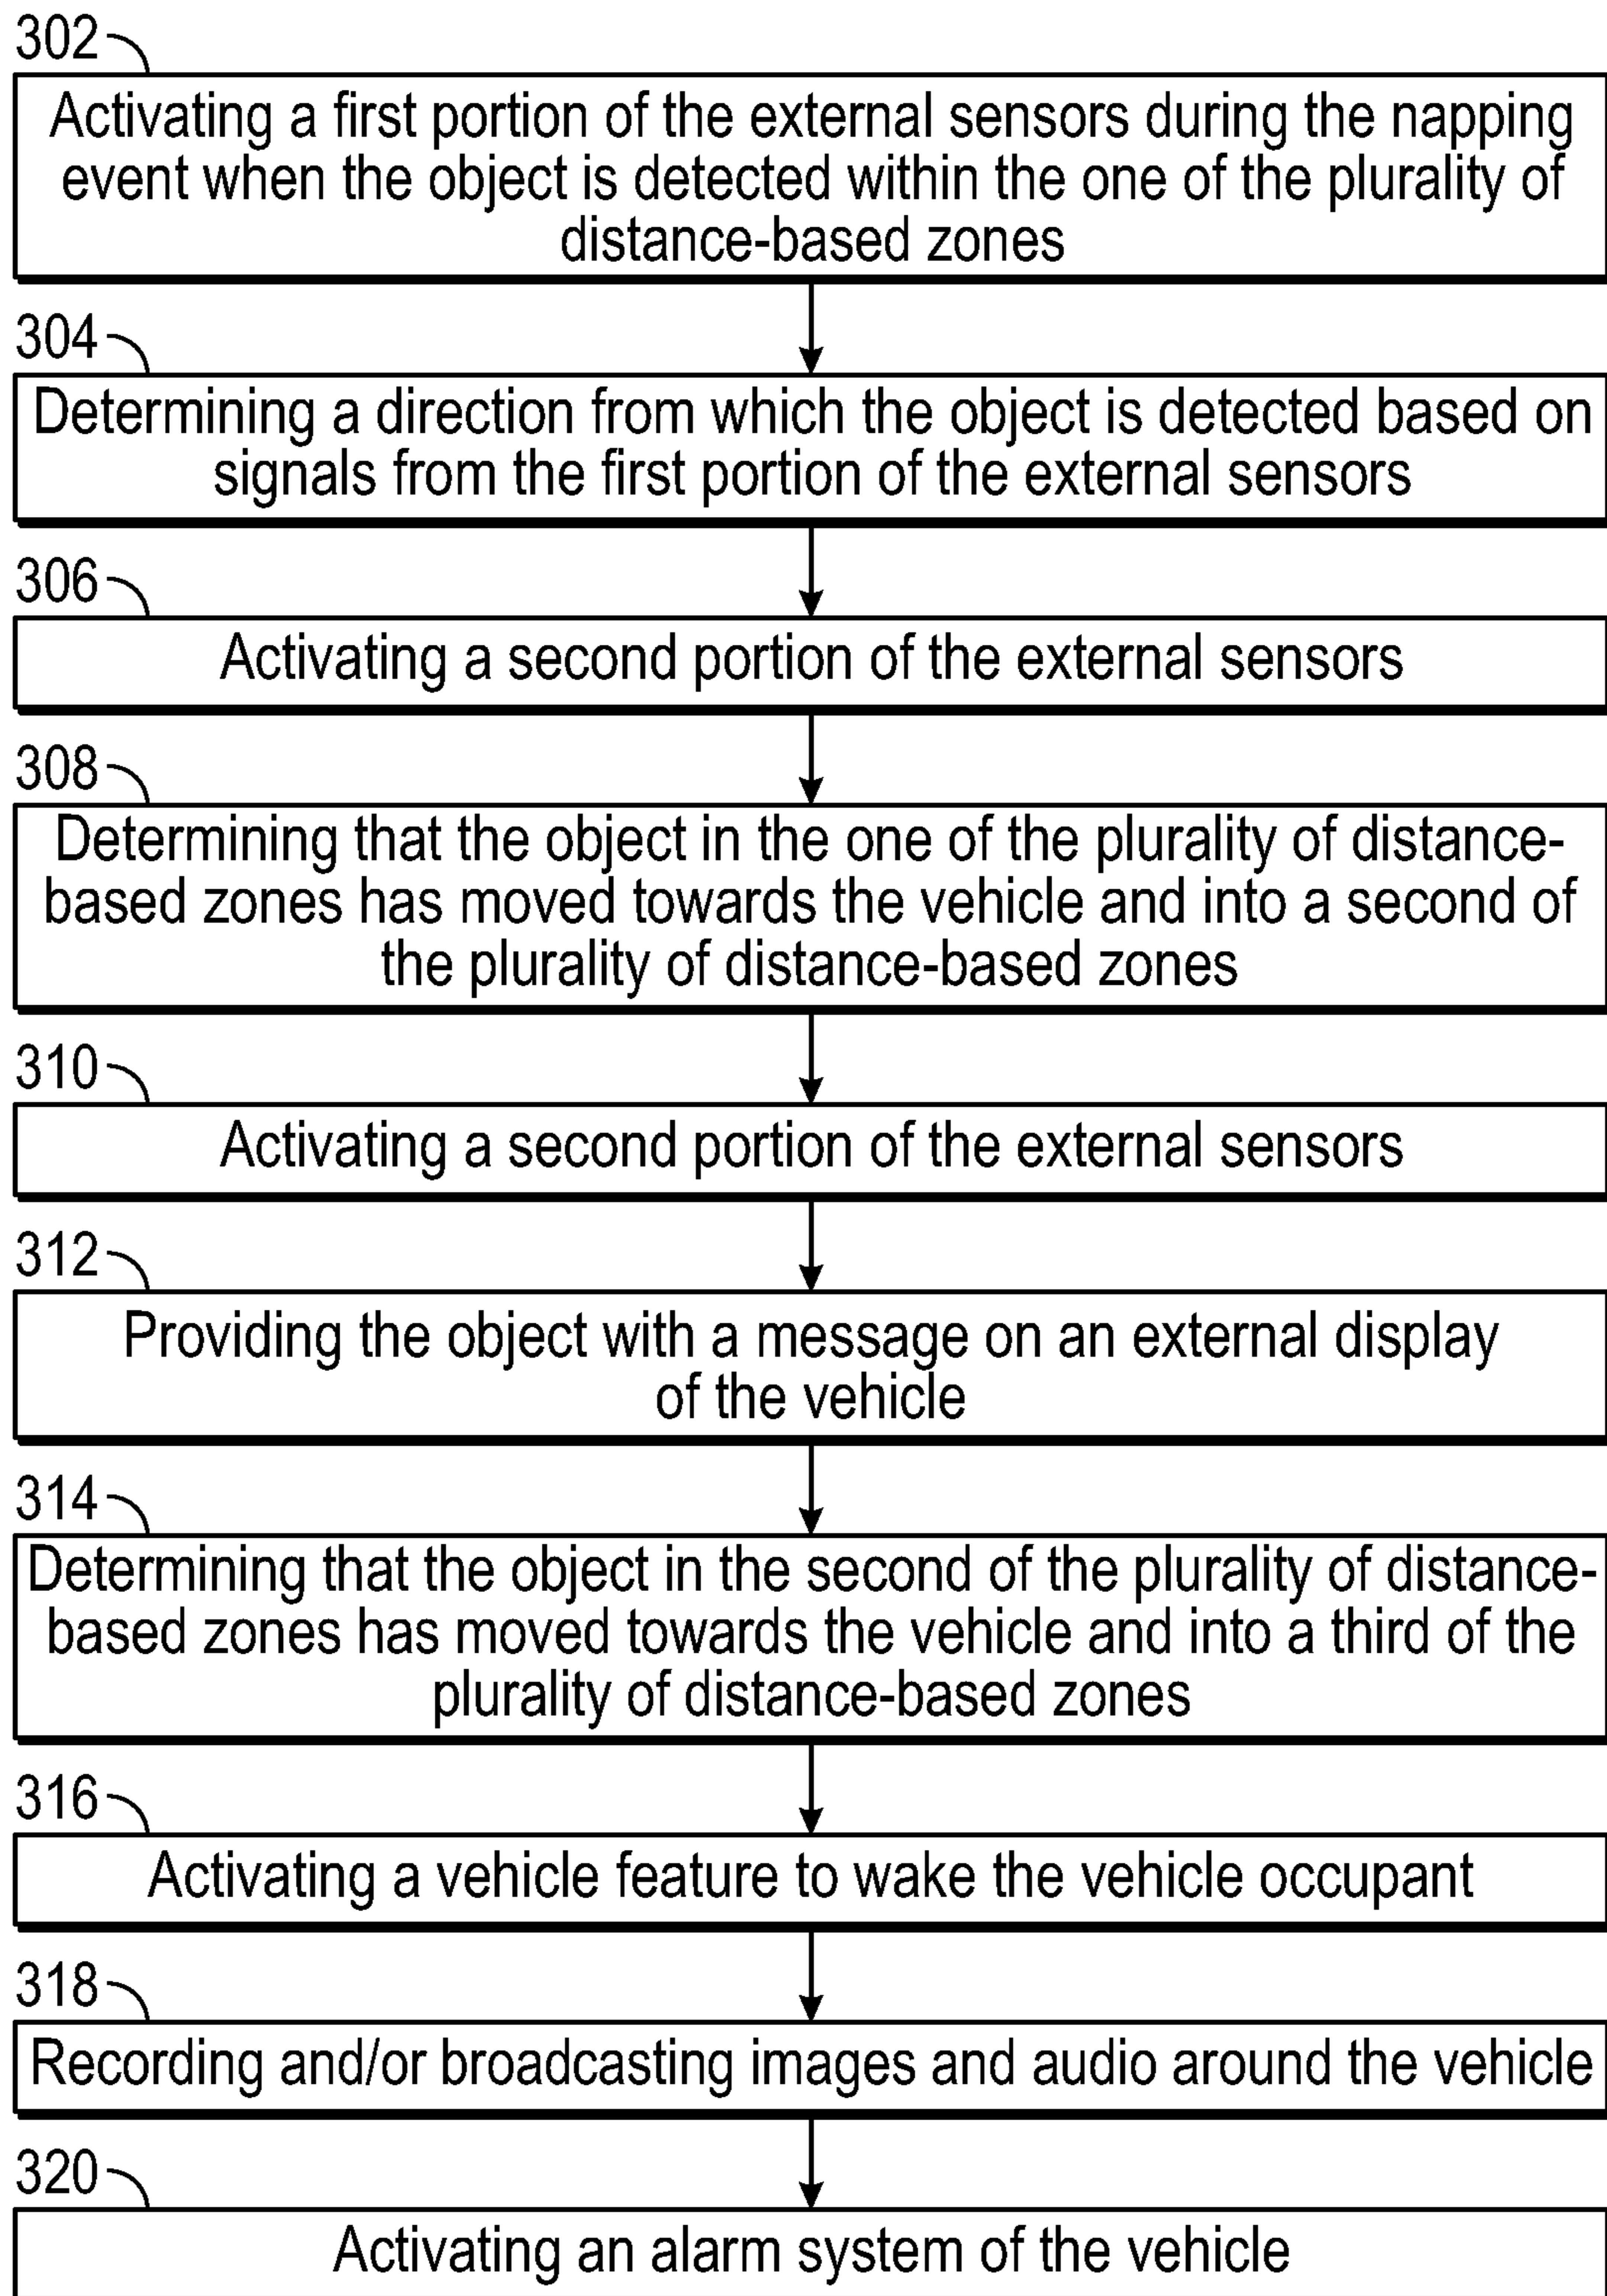 302
Activating a first portion of the external sensors during the napping
event when the object is detected within the one of the plurality of
distance-based zones
304
Determining a direction from which the object is detected based on
signals from the first portion of the external sensors
306
Activating a second portion of the external sensors
308
Determining that the object in the one of the plurality of distance-
based zones has moved towards the vehicle and into a second of
the plurality of distance-based zones
310
Activating a second portion of the external sensors
312
Providing the object with a message on an external display
of the vehicle
314
Determining that the object in the second of the plurality of distance-
based zones has moved towards the vehicle and into a third of the
plurality of distance-based zones
316
Activating a vehicle feature to wake the vehicle occupant
318
Recording and/or broadcasting images and audio around the vehicle
320
Activating an alarm system of the vehicle